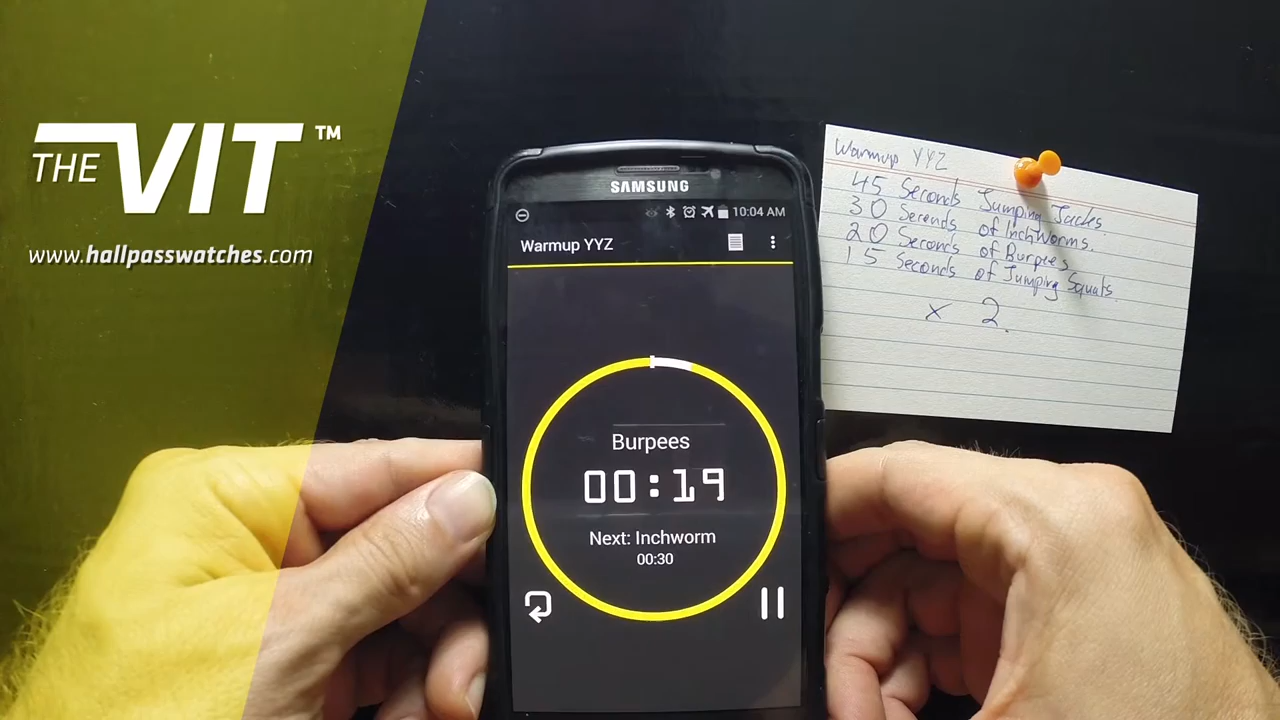 THE VIT™
www.hallpasswatches.com
SAMSUNG
10:04 AM
Warmup YYZ
Burpees
00:19
Next: Inchworm
00:30
Warmup YYZ
45 Seconds Jumping Jacks.
30 Seconds of InchWorms.
20 Seconds of Burpees
15 Seconds of Jumping Squats.
x 2.